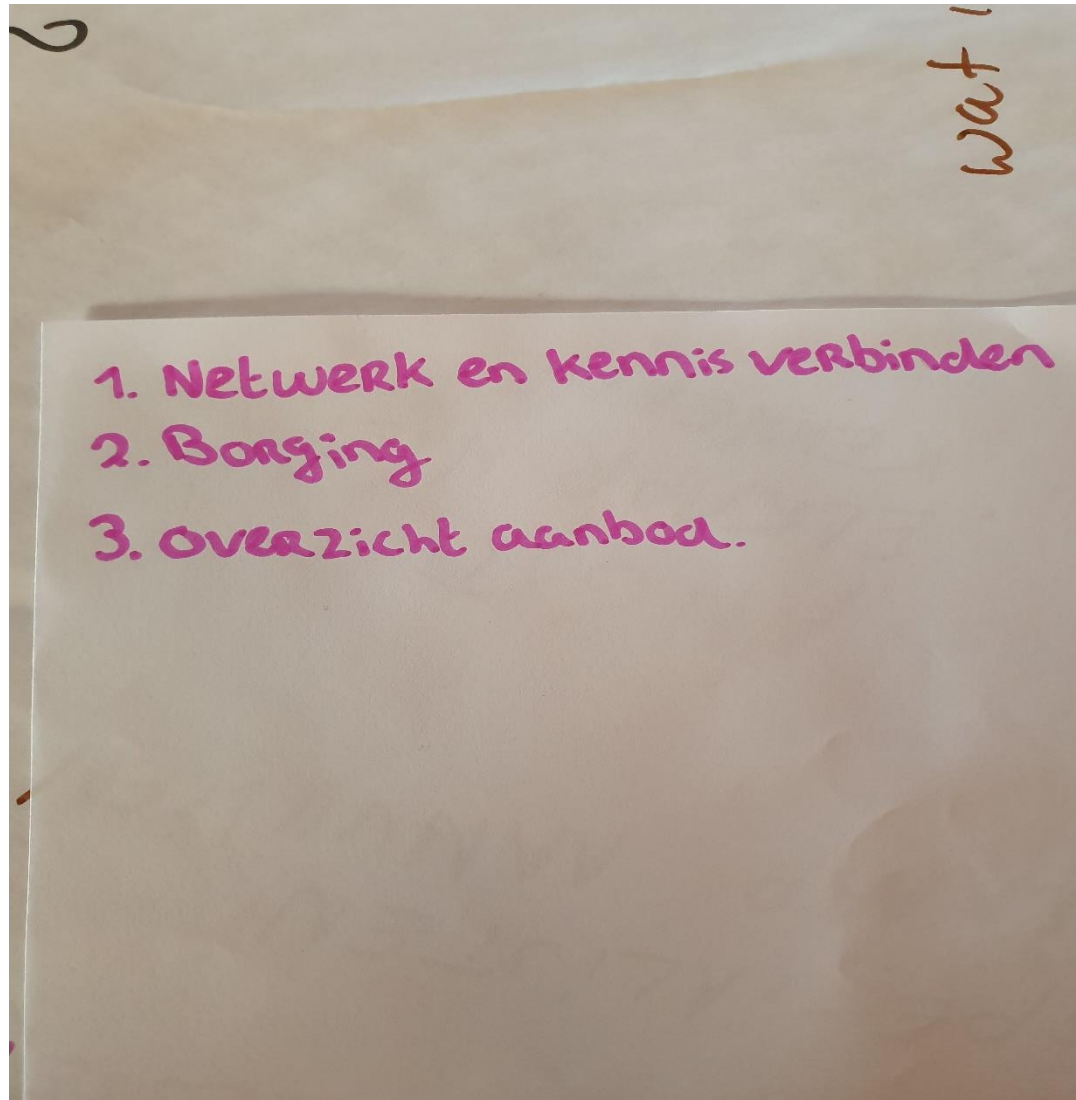 wat
1. Netwerk en kennis verbinden
2. Borging
3. Overzicht aanbod.